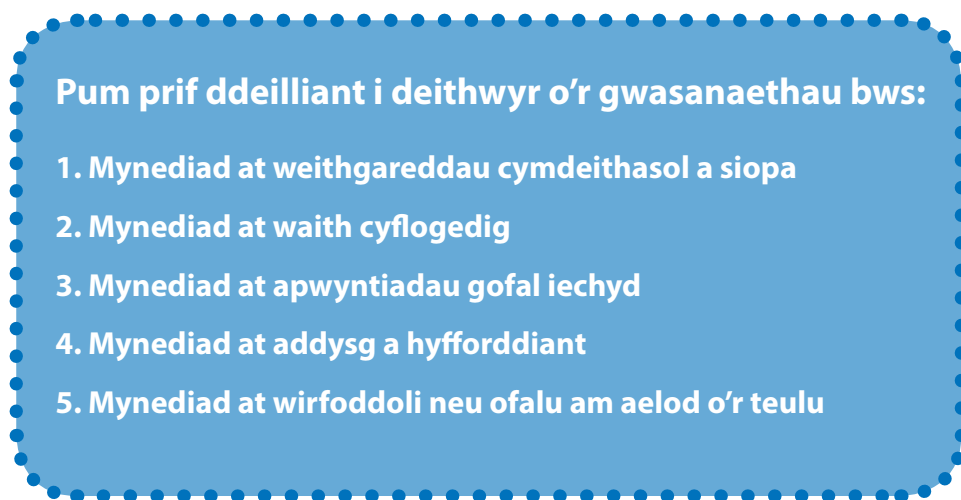 Pum prif ddeilliant i deithwyr o’r gwasanaethau bws:
1. Mynediad at weithgareddau cymdeithasol a siopa
2. Mynediad at waith cyflogedig
3. Mynediad at apwyntiadau gofal iechyd
4. Mynediad at addysg a hyfforddiant
5. Mynediad at wirfoddoli neu ofalu am aelod o’r teulu